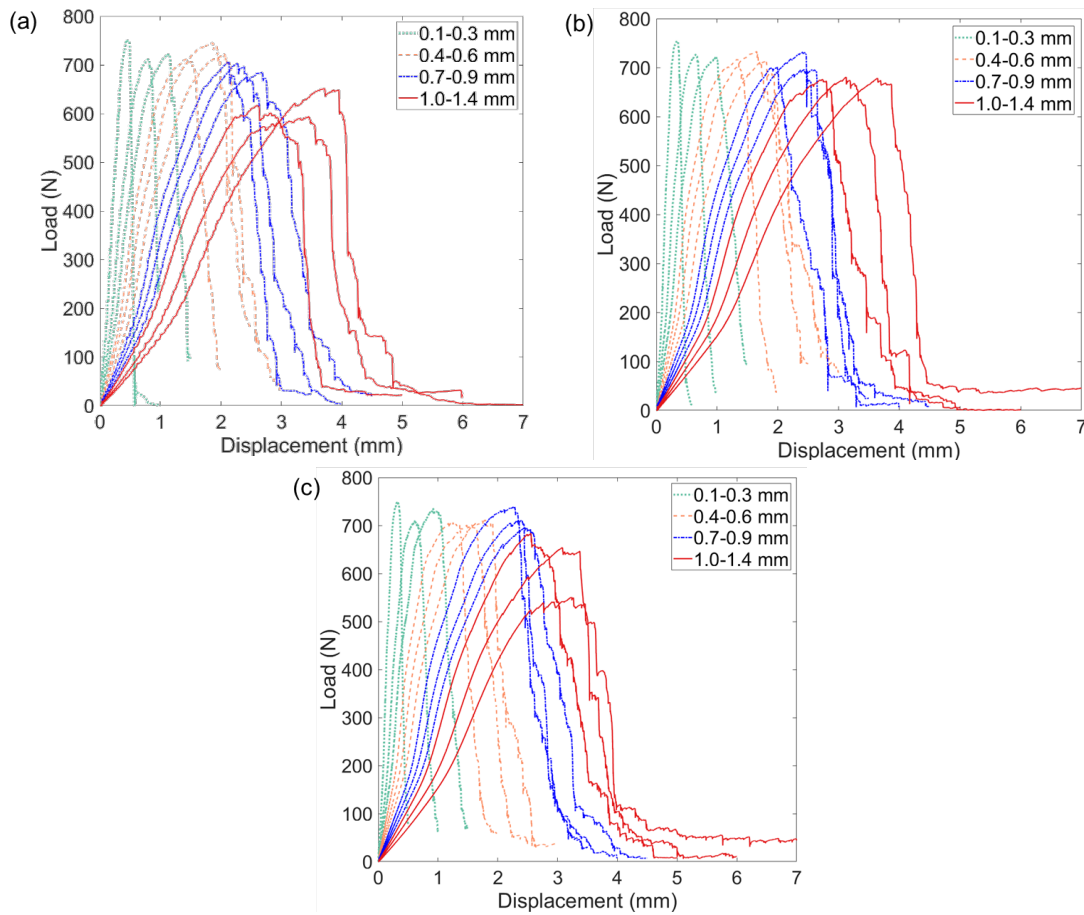 (a)
800
700
600
500
400
300
200
100
0
Load (N)
0 1 2 3 4 5 6 7
Displacement (mm)
0.1-0.3 mm
0.4-0.6 mm
0.7-0.9 mm
1.0-1.4 mm
(b)
800
700
600
500
400
300
200
100
0
Load (N)
0 1 2 3 4 5 6 7
Displacement (mm)
0.1-0.3 mm
0.4-0.6 mm
0.7-0.9 mm
1.0-1.4 mm
(c)
800
700
600
500
400
300
200
100
0
Load (N)
0 1 2 3 4 5 6 7
Displacement (mm)
0.1-0.3 mm
0.4-0.6 mm
0.7-0.9 mm
1.0-1.4 mm